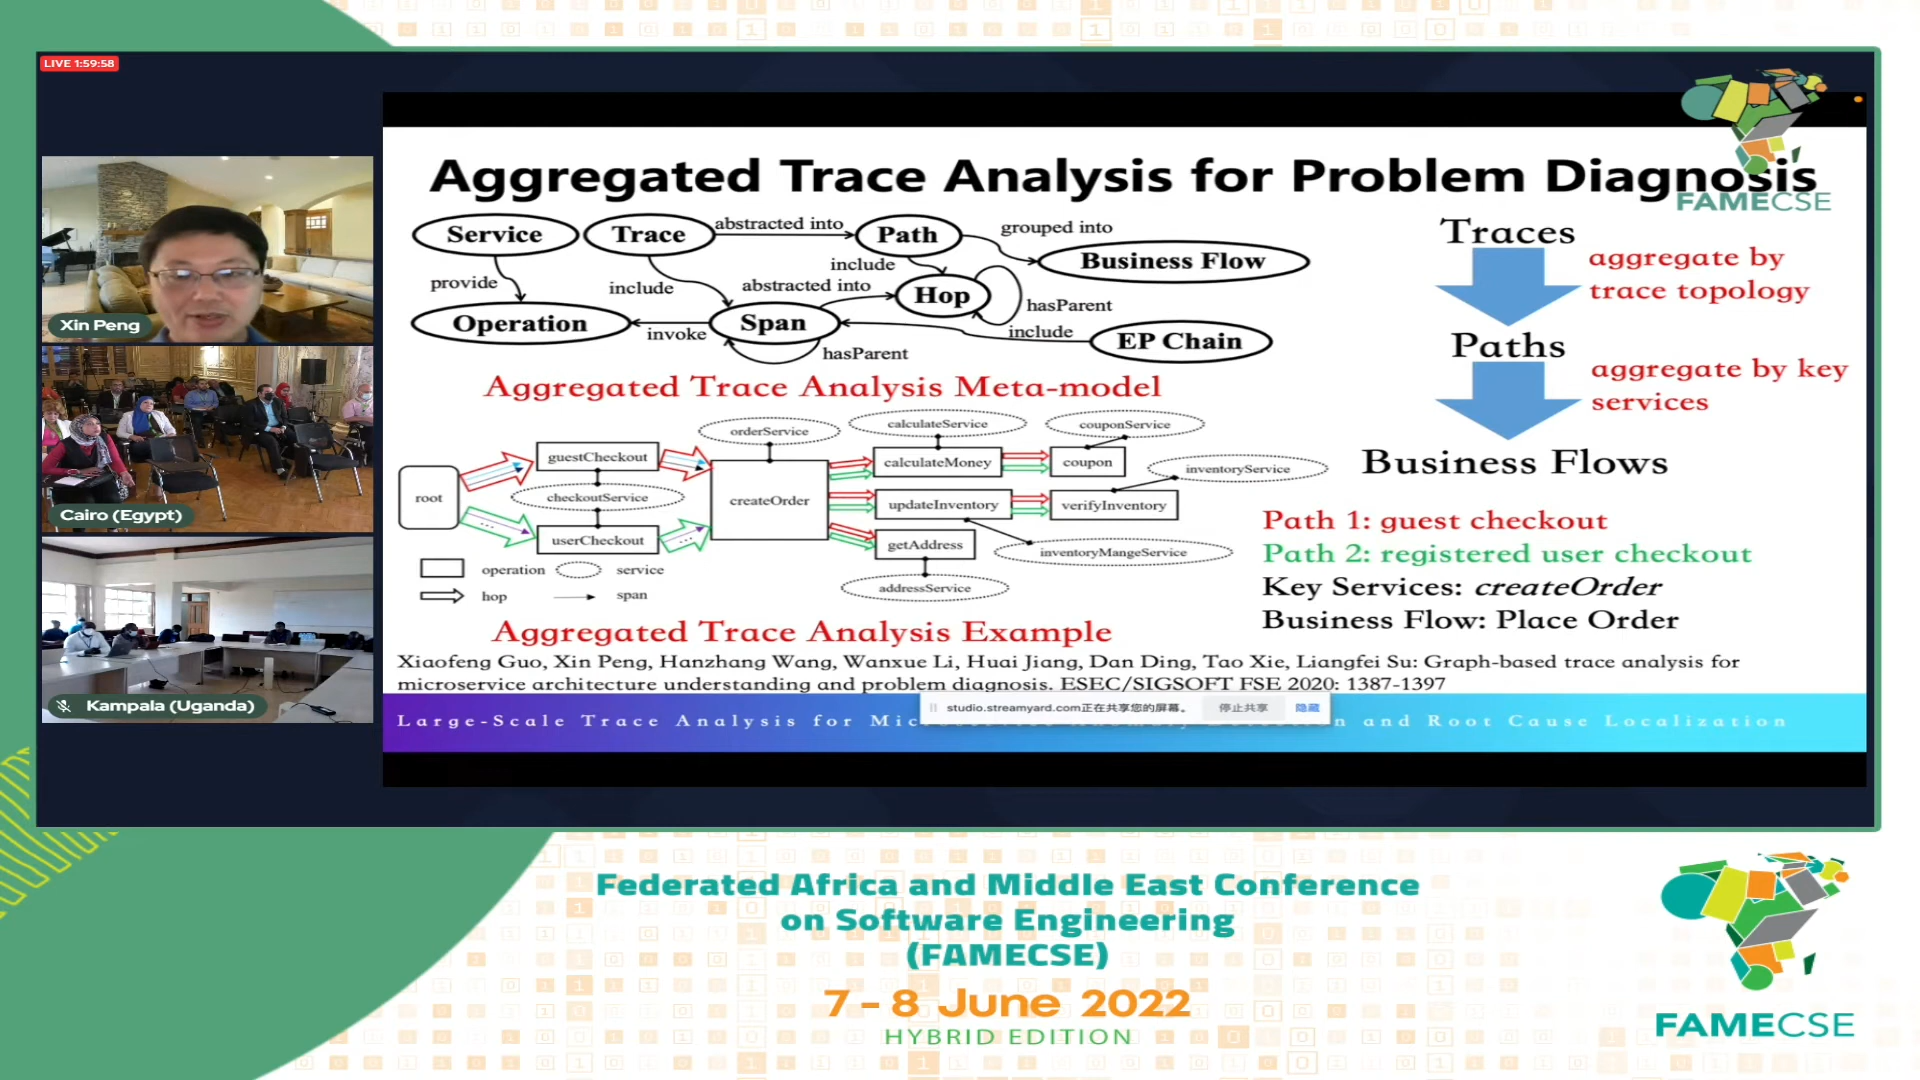 LIVE 1:59:58
Xin Peng
Cairo (Egypt)
Kampala (Uganda)
FAMECSE
Aggregated Trace Analysis for Problem Diagnosis
Service
Trace
abstracted into
Path
grouped into
Business Flow
provide
include
include
abstracted into
Hop
hasParent
Operation
invoke
Span
hasParent
include
EP Chain
Aggregated Trace Analysis Meta-model
Traces
aggregate by
trace topology
Paths
aggregate by key
services
Business Flows
orderService
calculateService
couponService
guestCheckout
calculateMoney
coupon
inventoryService
root
checkoutService
createOrder
updateInventory
verifyInventory
userCheckout
getAddress
inventoryMangeService
addressService
operation
service
hop
span
Aggregated Trace Analysis Example
Path 1: guest checkout
Path 2: registered user checkout
Key Services: createOrder
Business Flow: Place Order
Xiaofeng Guo, Xin Peng, Hanzhang Wang, Wanxue Li, Huai Jiang, Dan Ding, Tao Xie, Liangfei Su: Graph-based trace analysis for
microservice architecture understanding and problem diagnosis. ESEC/SIGSOFT FSE 2020: 1387-1397
studio.streamyard.com正在共享您的屏幕。 停止共享 隐藏
Large-Scale Trace Analysis for and Root Cause Localization
Federated Africa and Middle East Conference
on Software Engineering
(FAMECSE)
7 - 8 June 2022
HYBRID EDITION
FAMECSE